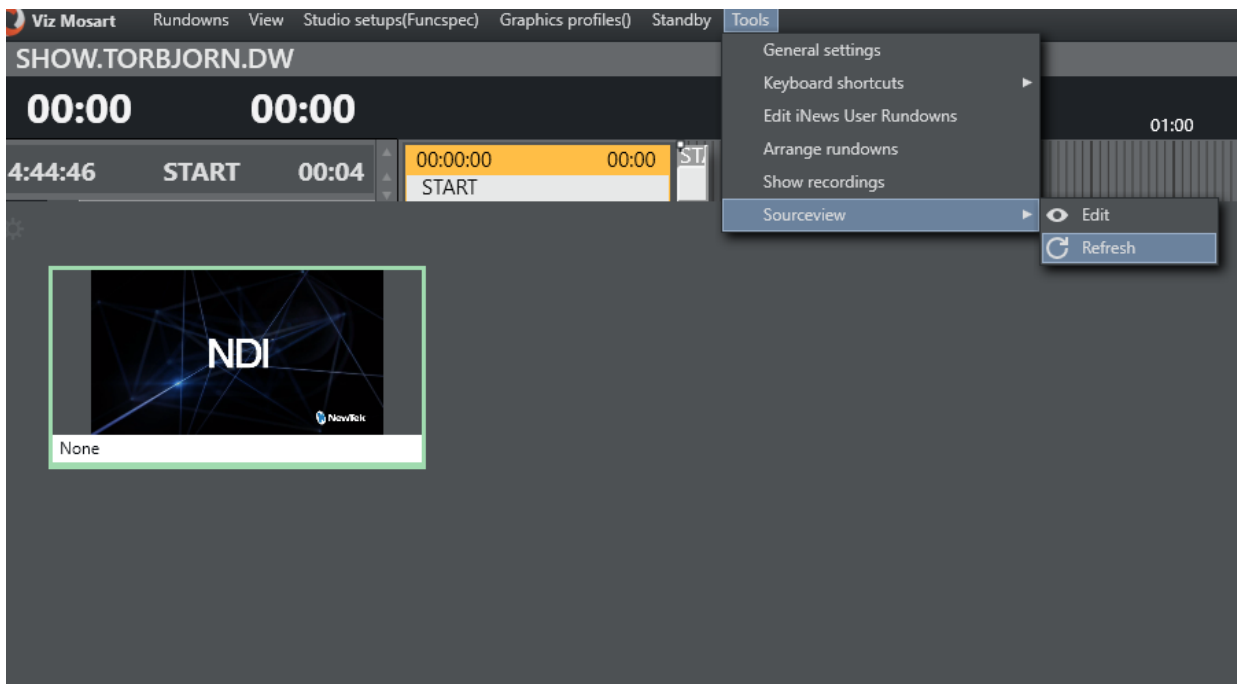 Viz Mosart Rundowns View Studio setups(Funcspec) Graphics profiles() Standby Tools
SHOW.TORBJORN.DW
General settings
Keyboard shortcuts
Edit iNews User Rundowns
Arrange rundowns
Show recordings
Sourceview
Edit
Refresh
00:00 00:00
01:00
4:44:46 START 00:04
00:00:00 00:00
START
NDI
NewTek
None